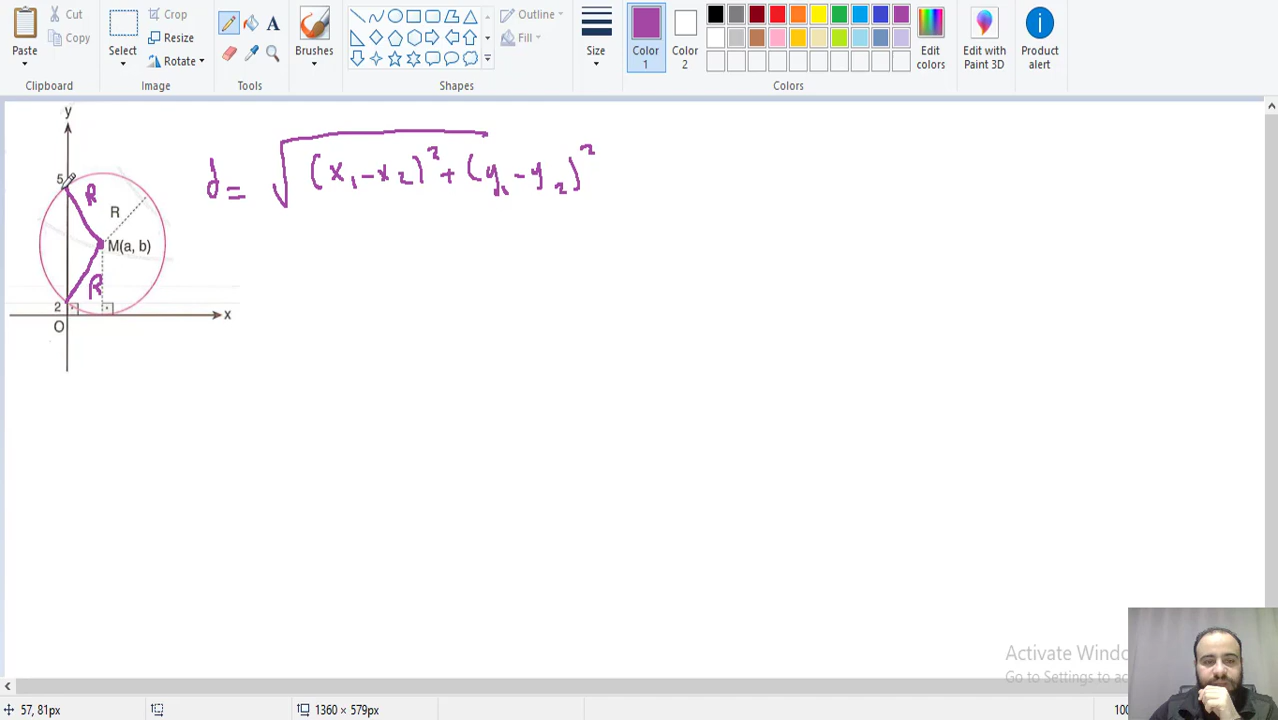 Paste
Cut
Copy
Clipboard
Select
Crop
Resize
Rotate
Image
A
Tools
Brushes
Outline
Fill
Shapes
Size
Color 1
Color 2
Edit colors
Colors
Edit with Paint 3D
Product alert
y
5
R
R
M(a, b)
R
2
O
x
d = √(x₁-x₂)²+(y₁-y₂)²
Activate Windo
Go to Settings to ac
57, 81px
1360 × 579px
100